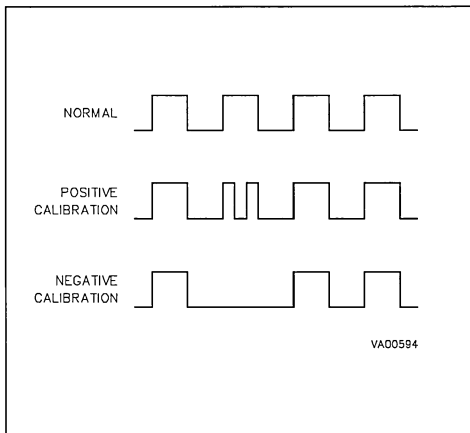 NORMAL
POSITIVE
CALIBRATION
NEGATIVE
CALIBRATION
VA00594